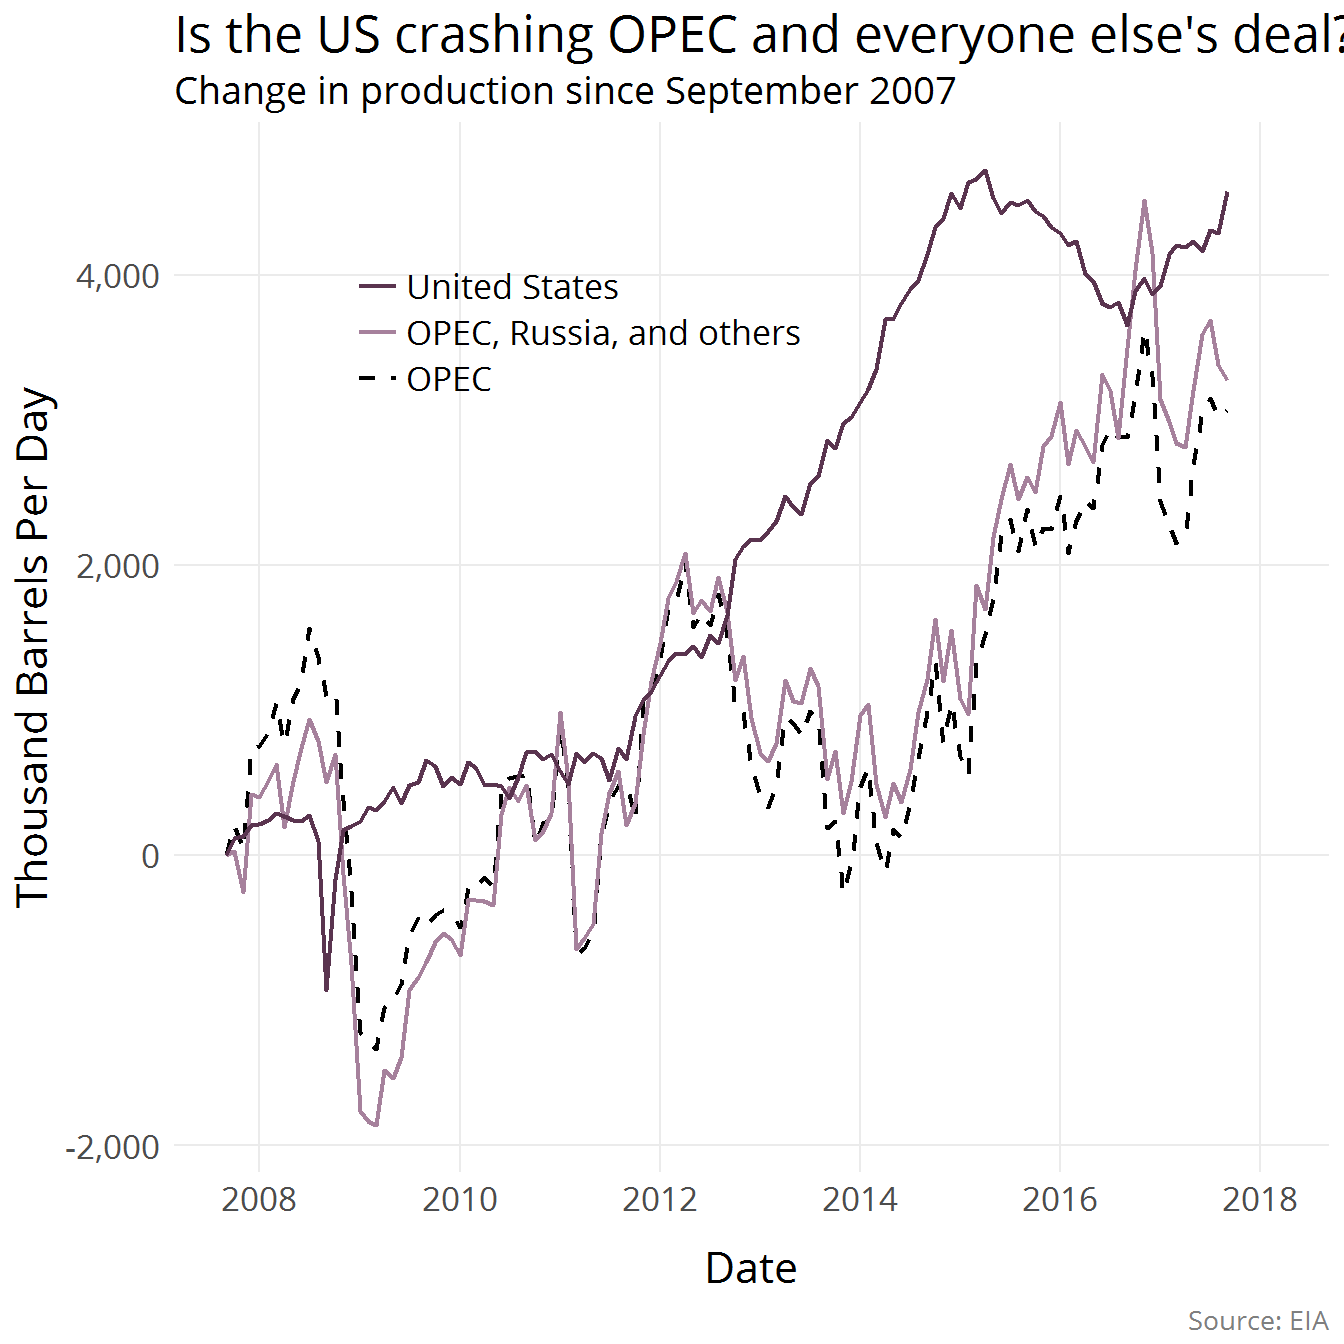 Is the US crashing OPEC and everyone else's deal?
Change in production since September 2007
Thousand Barrels Per Day
4,000
2,000
0
-2,000
United States
OPEC, Russia, and others
OPEC
2008 2010 2012 2014 2016 2018
Date
Source: EIA